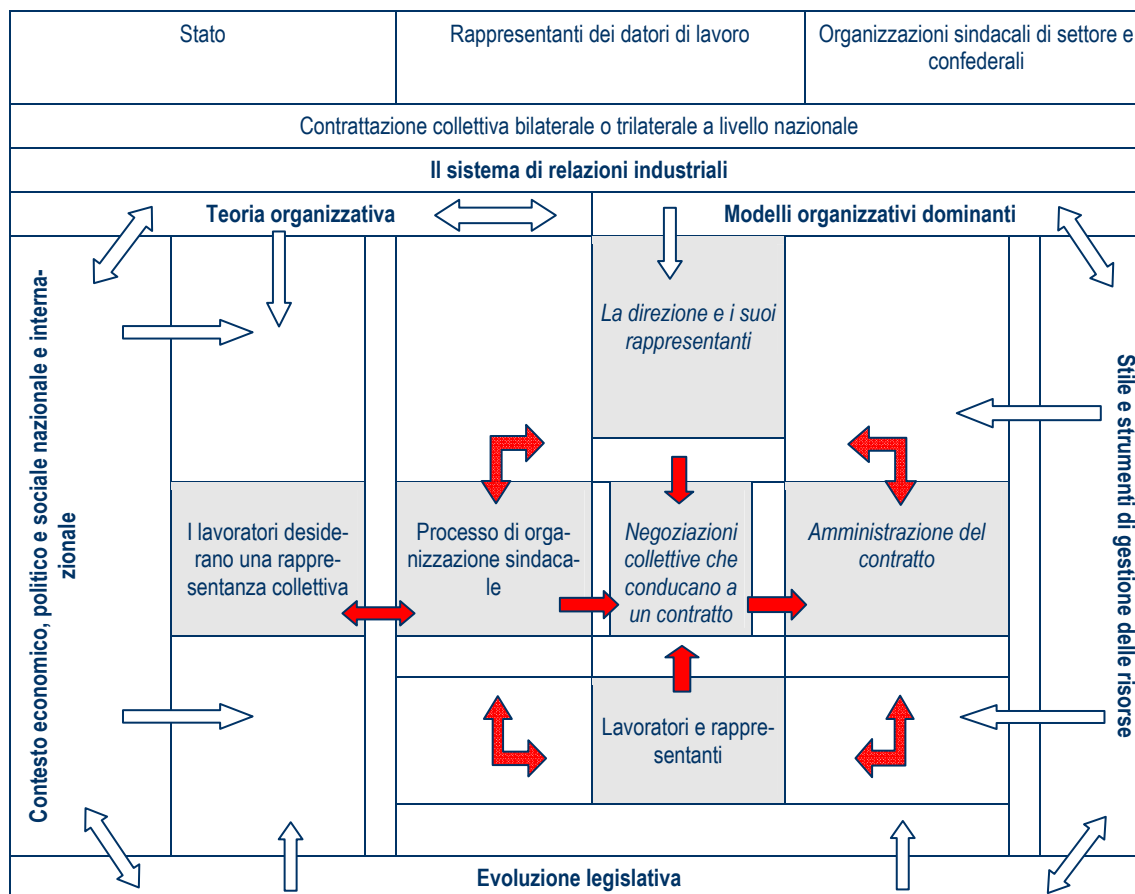 Stato
Rappresentanti dei datori di lavoro
Organizzazioni sindacali di settore e
confederali
Contrattazione collettiva bilaterale o trilaterale a livello nazionale
Il sistema di relazioni industriali
Teoria organizzativa
Modelli organizzativi dominanti
Contesto economico, politico e sociale nazionale e interna-
zionale
La direzione e i suoi
rappresentanti
I lavoratori deside-
rano una rappre-
sentanza collettiva
Processo di orga-
nizzazione sindaca-
le
Negoziazioni
collettive che
conducano a
un contratto
Amministrazione del
contratto
Lavoratori e rappre-
sentanti
Stile e strumenti di gestione delle risorse
Evoluzione legislativa